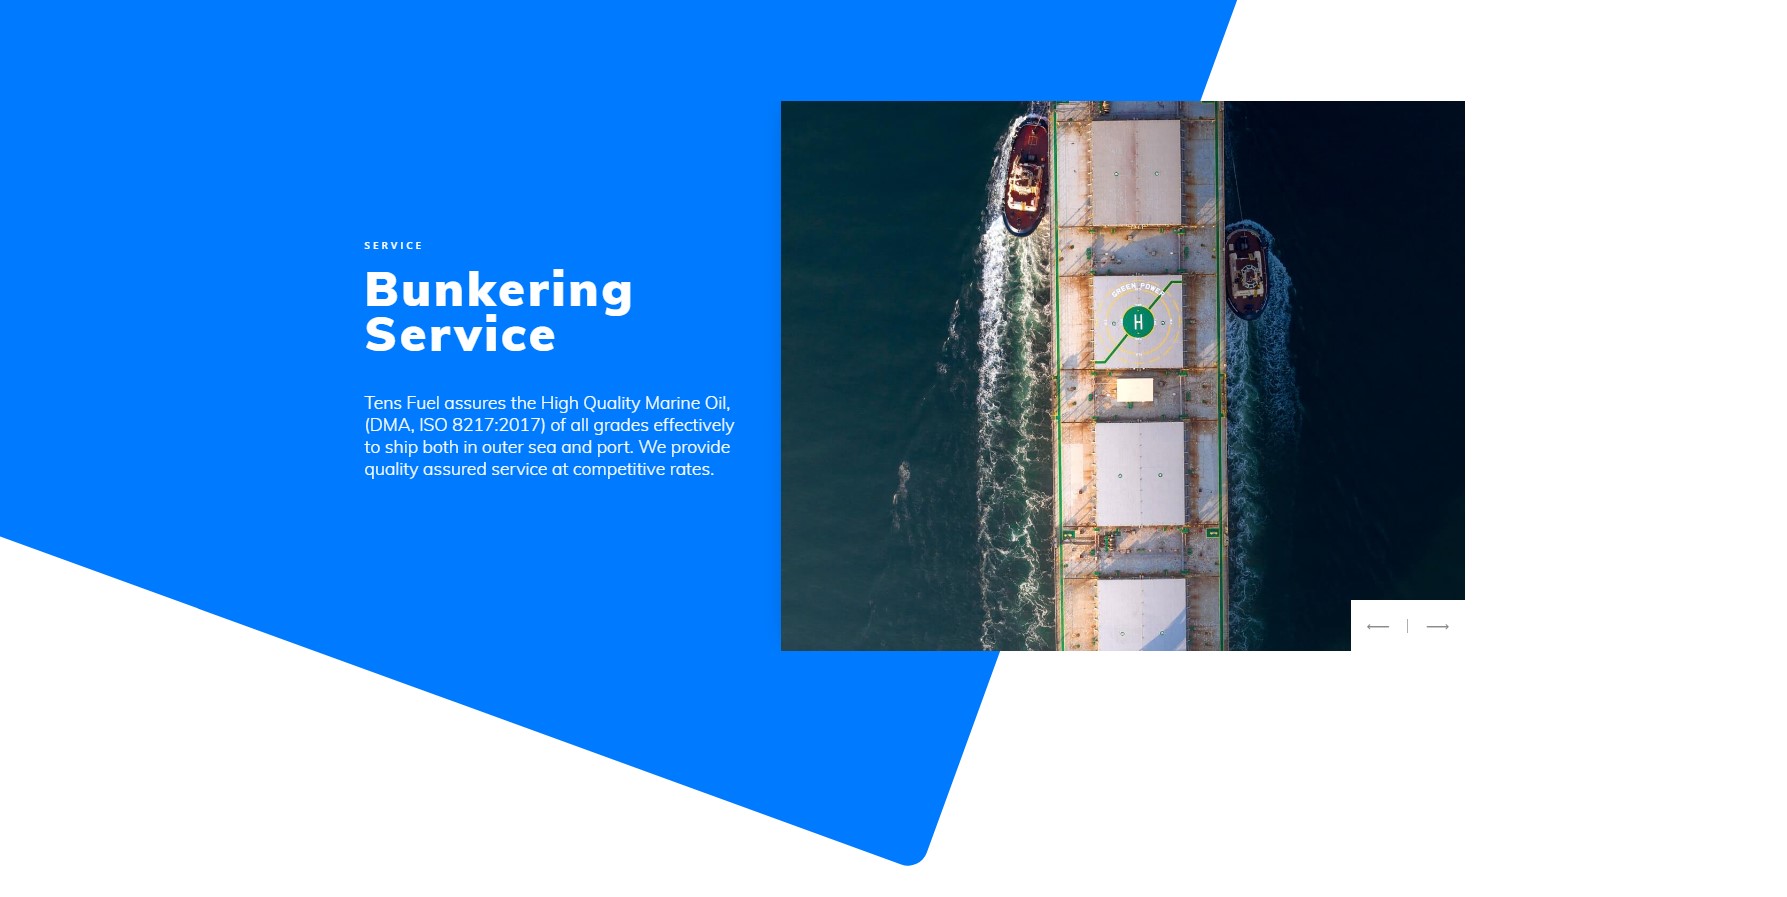 SERVICE
Bunkering
Service
Tens Fuel assures the High Quality Marine Oil,
(DMA, ISO 8217:2017) of all grades effectively
to ship both in outer sea and port. We provide
quality assured service at competitive rates.
GREEN POWER
H